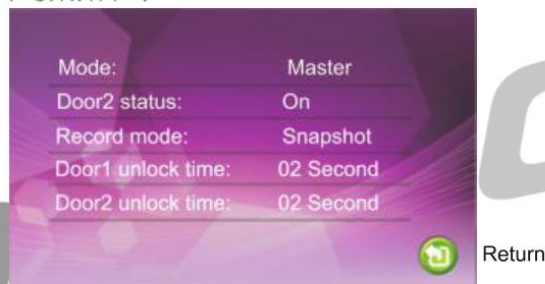 Mode: Master
Door2 status: On
Record mode: Snapshot
Door1 unlock time: 02 Second
Door2 unlock time: 02 Second
Return